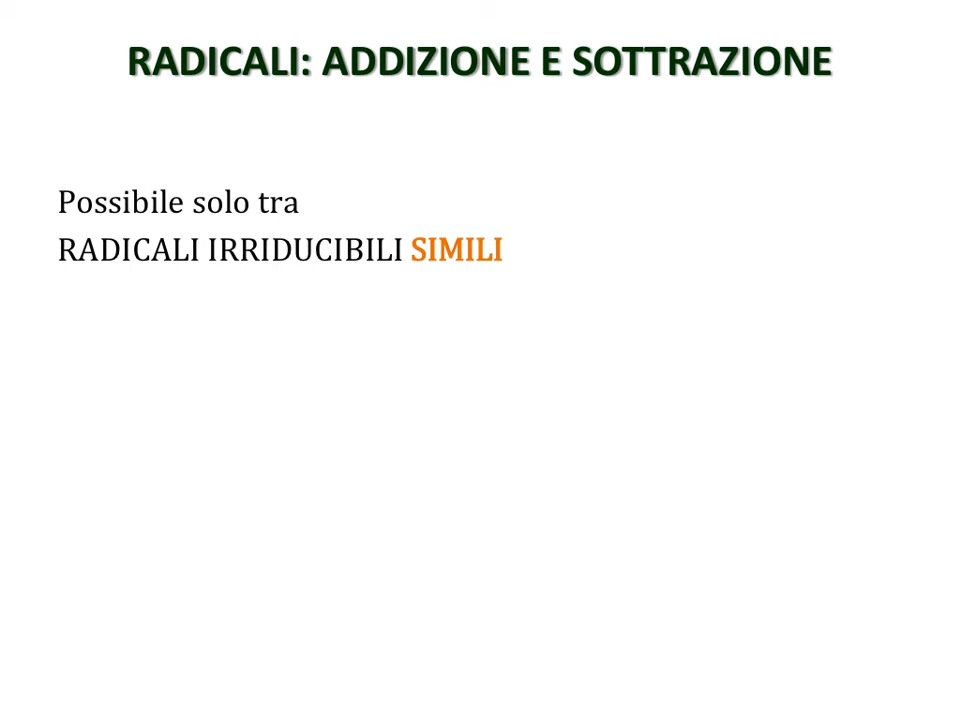 RADICALI: ADDIZIONE E SOTTRAZIONE
Possibile solo tra
RADICALI IRRIDUCIBILI SIMILI